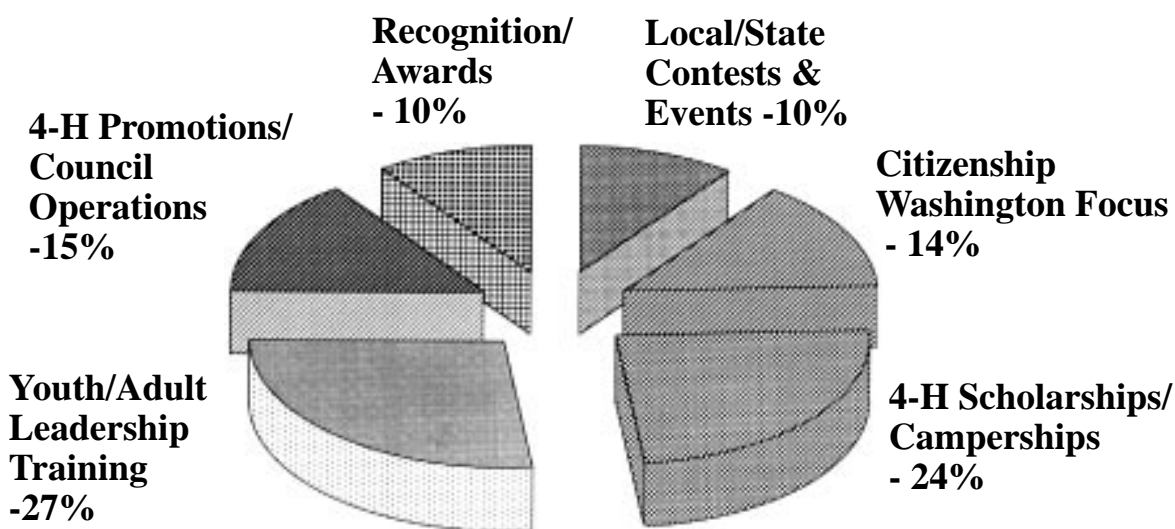 Recognition/
Awards
- 10%
Local/State
Contests &
Events -10%
4-H Promotions/
Council
Operations
-15%
Citizenship
Washington Focus
- 14%
Youth/Adult
Leadership
Training
-27%
4-H Scholarships/
Camperships
- 24%